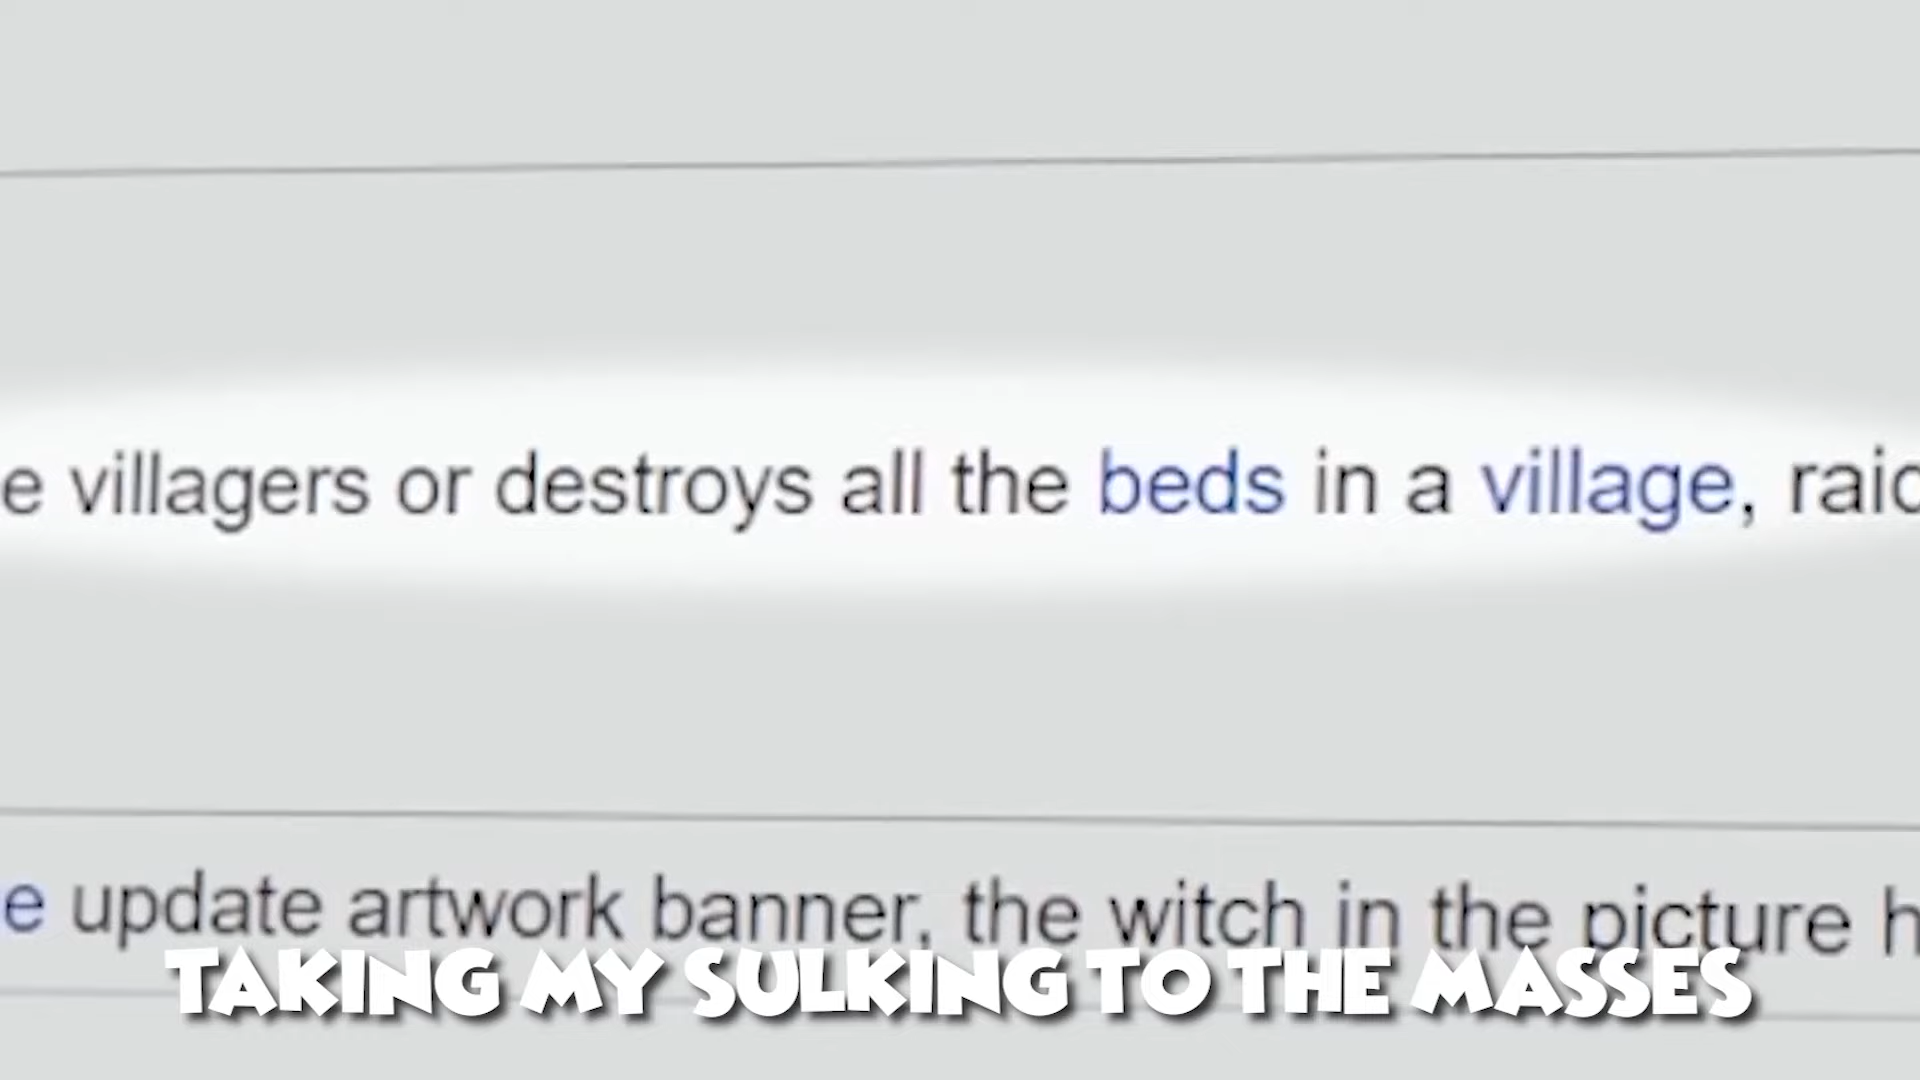 e villagers or destroys all the beds in a village, raid
e update artwork banner, the witch in the picture h
TAKING MY SULKING TO THE MASSES